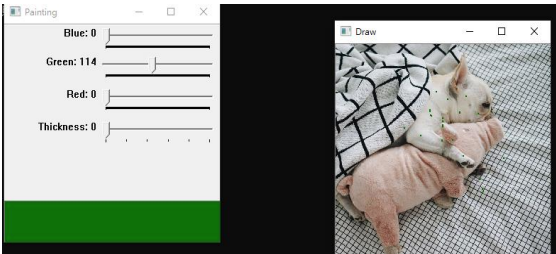 Painting
Blue: 0
Green: 114
Red: 0
Thickness: 0
Draw